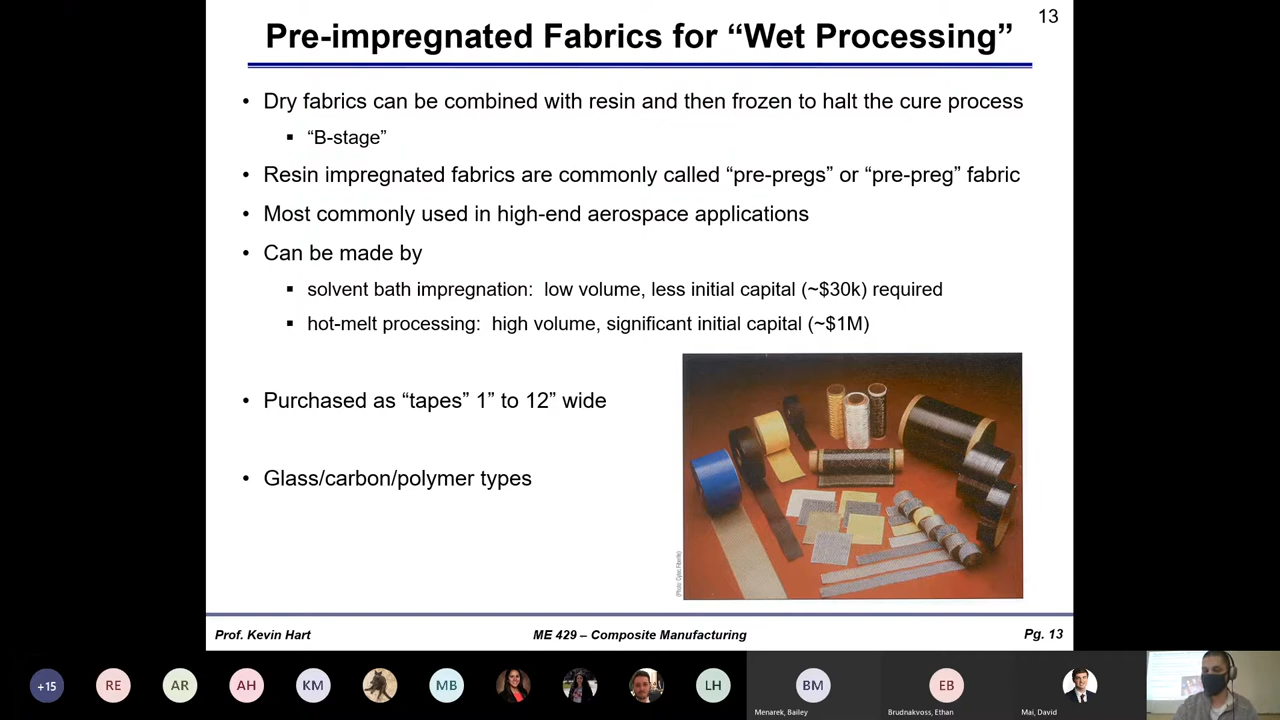 13
Pre-impregnated Fabrics for “Wet Processing”
• Dry fabrics can be combined with resin and then frozen to halt the cure process
▪ “B-stage”
• Resin impregnated fabrics are commonly called “pre-pregs” or “pre-preg” fabric
• Most commonly used in high-end aerospace applications
• Can be made by
▪ solvent bath impregnation: low volume, less initial capital (~$30k) required
▪ hot-melt processing: high volume, significant initial capital (~$1M)
• Purchased as “tapes” 1” to 12” wide
• Glass/carbon/polymer types
(Photo: Cytec Fiberite)
Prof. Kevin Hart
ME 429 – Composite Manufacturing
Pg. 13
+15
RE
AR
AH
KM
MB
LH
BM
EB
Menarek, Bailey
Brudnakvoss, Ethan
Mai, David